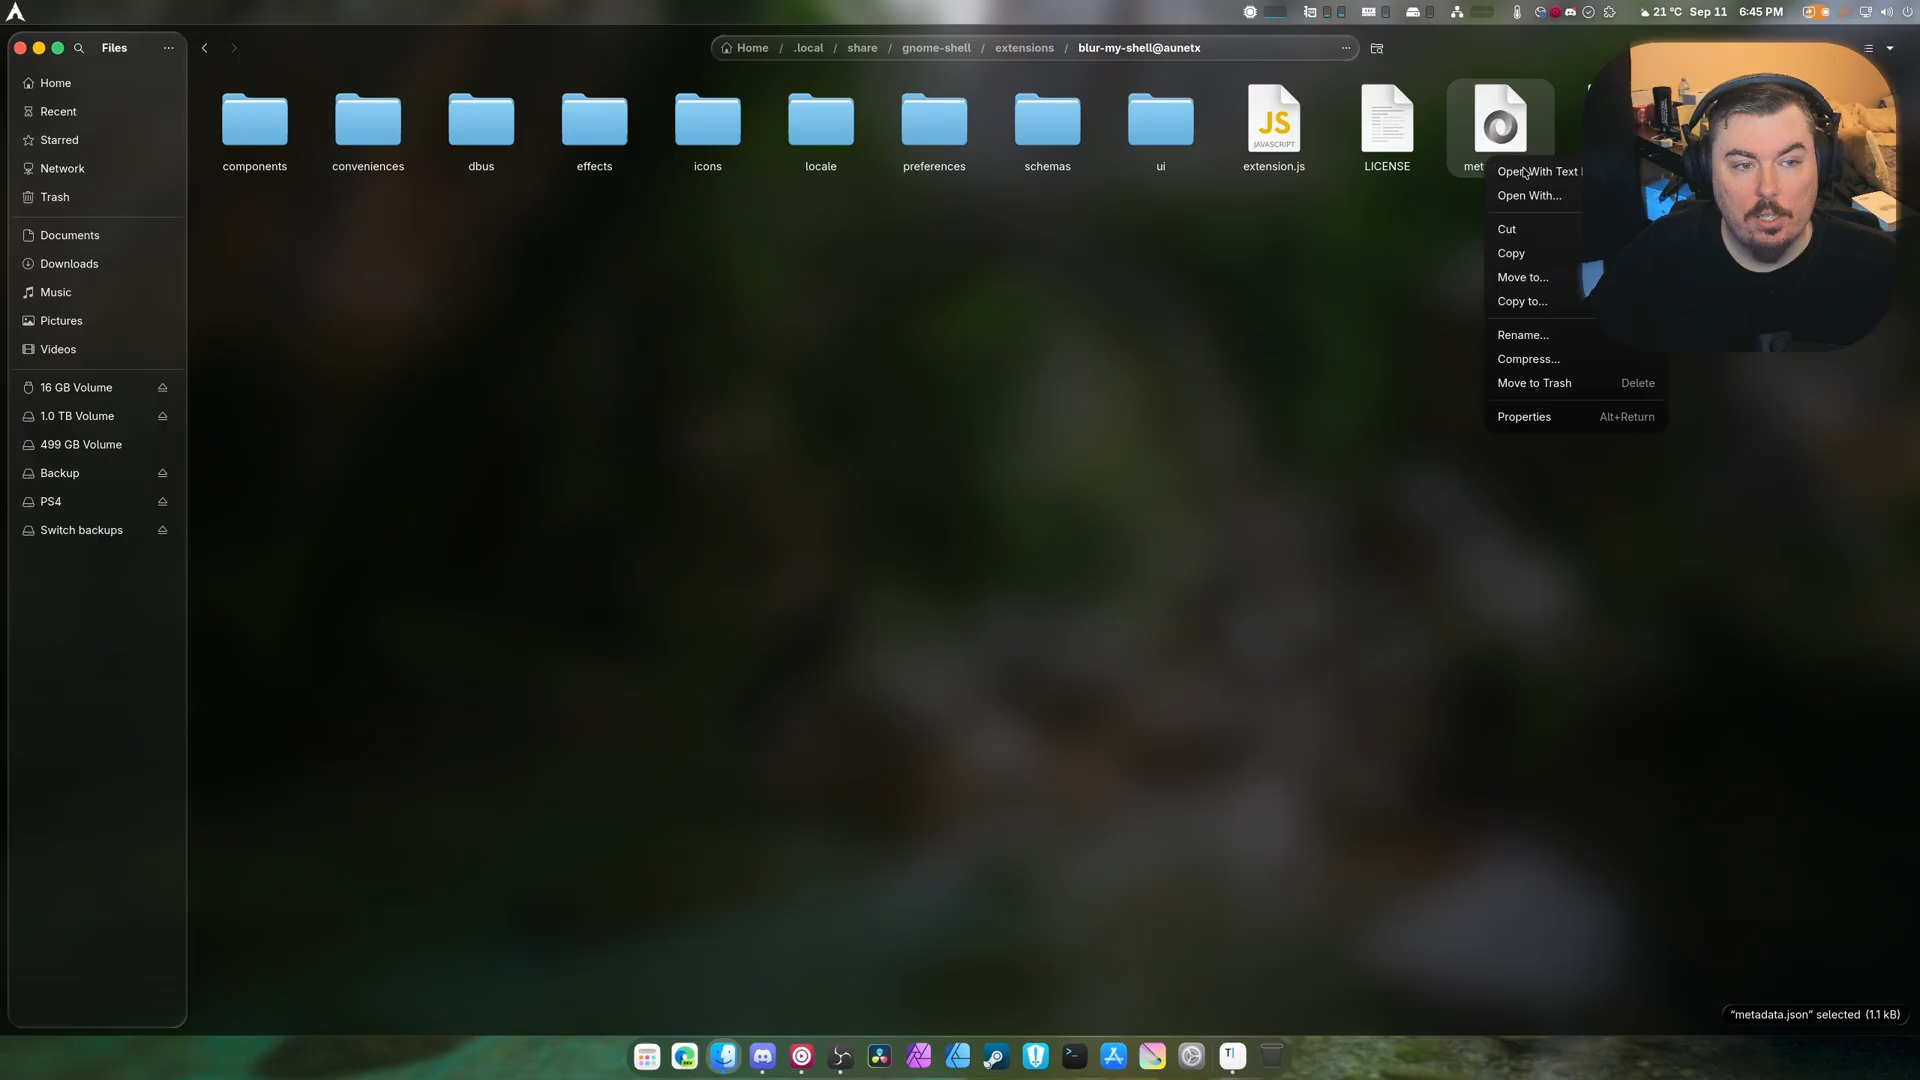 21 °C Sep 11 6:45 PM
Files
Home / .local / share / gnome-shell / extensions / blur-my-shell@aunetx
Home
Recent
Starred
Network
Trash
Documents
Downloads
Music
Pictures
Videos
16 GB Volume
1.0 TB Volume
499 GB Volume
Backup
PS4
Switch backups
components
conveniences
dbus
effects
icons
locale
preferences
schemas
ui
JS
JAVASCRIPT
extension.js
LICENSE
Open With Text
Open With...
Cut
Copy
Move to...
Copy to...
Rename...
Compress...
Move to Trash Delete
Properties Alt+Return
"metadata.json" selected (1.1 kB)